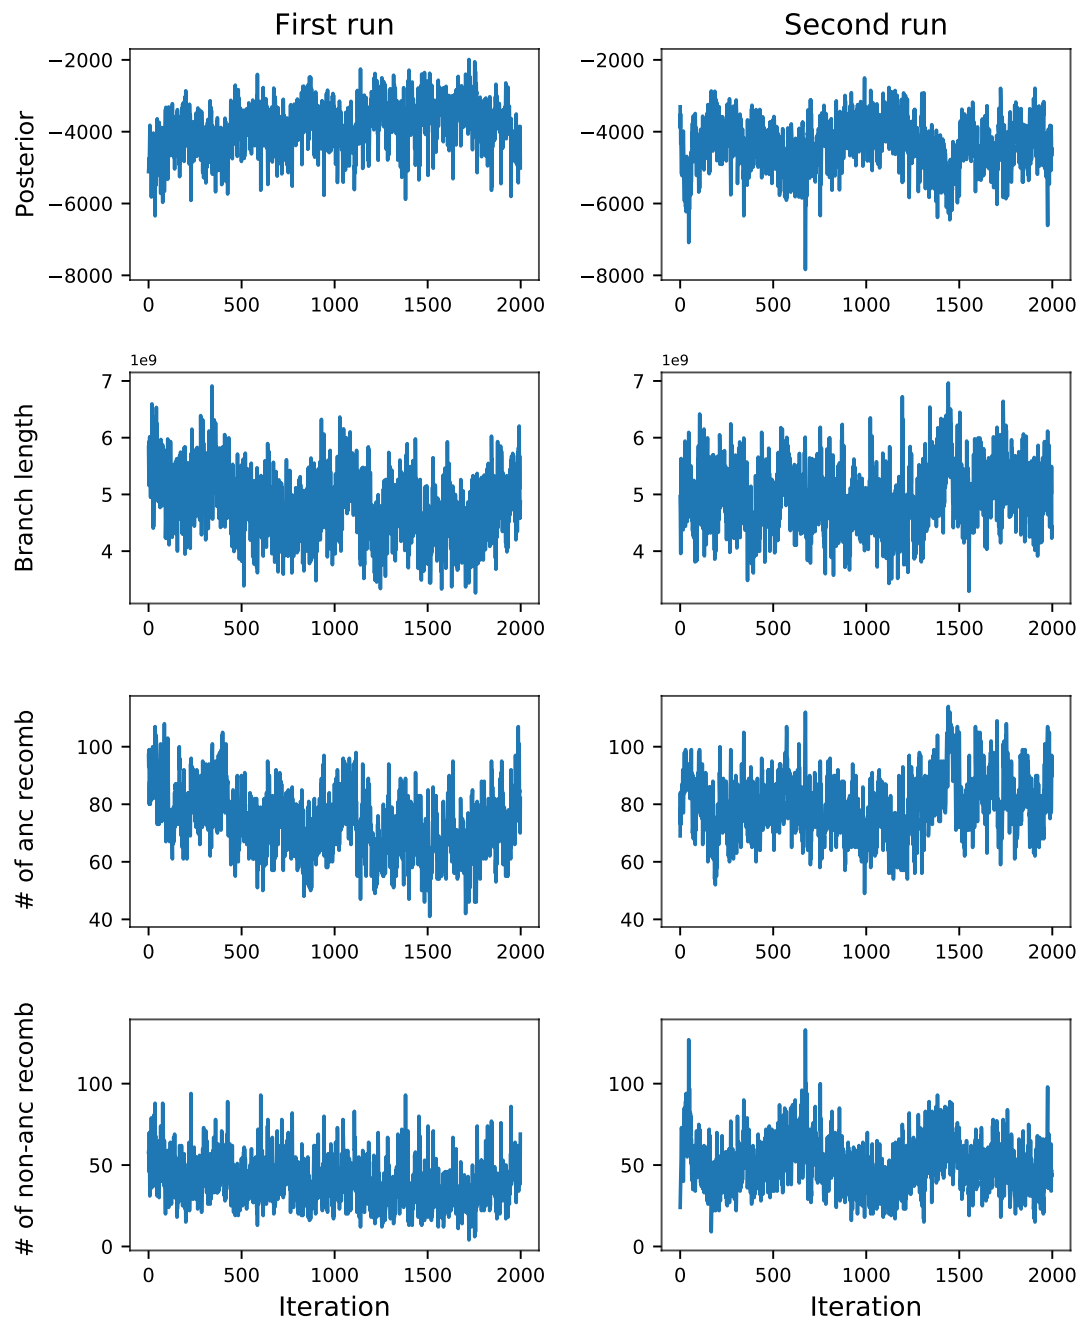 First run
Second run
Posterior
−2000
−4000
−6000
−8000
0 500 1000 1500 2000
−2000
−4000
−6000
−8000
0 500 1000 1500 2000
Branch length
1e9
7
6
5
4
0 500 1000 1500 2000
1e9
7
6
5
4
0 500 1000 1500 2000
# of anc recomb
100
80
60
40
0 500 1000 1500 2000
100
80
60
40
0 500 1000 1500 2000
# of non-anc recomb
100
50
0
0 500 1000 1500 2000
Iteration
100
50
0
0 500 1000 1500 2000
Iteration